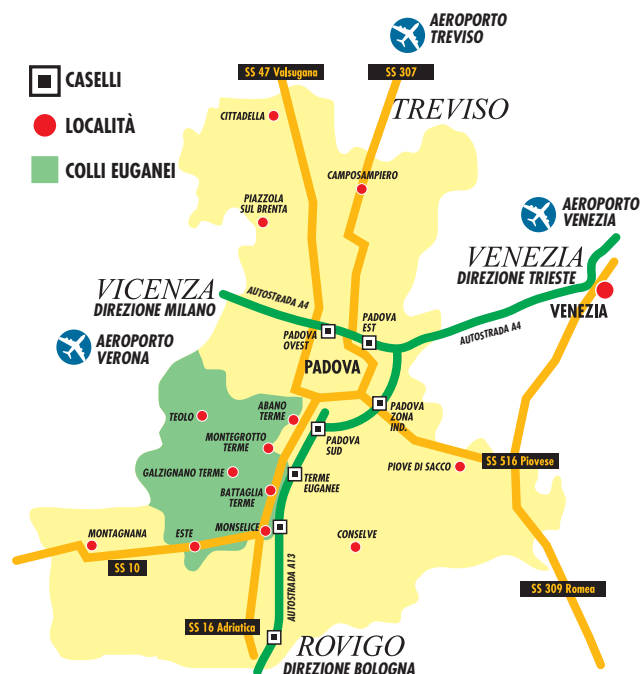 AEROPORTO
TREVISO
SS 47 Valsugana
SS 307
CASELLI
TREVISO
CITTADELLA
LOCALITÀ
COLLI EUGANEI
CAMPOSAMPIERO
PIAZZOLA
SUL BRENTA
AEROPORTO
VENEZIA
VENEZIA
DIREZIONE TRIESTE
VICENZA
DIREZIONE MILANO
AUTOSTRADA A4
PADOVA
EST
VENEZIA
AUTOSTRADA A4
PADOVA
OVEST
AEROPORTO
VERONA
PADOVA
ABANO
TERME
TEOLO
PADOVA
ZONA
IND.
MONTEGROTTO
TERME
PADOVA
SUD
SS 516 Piovese
PIOVE DI SACCO
GALZIGNANO TERME
TERME
EUGANEE
BATTAGLIA
TERME
MONSELICE
MONTAGNANA
ESTE
CONSELVE
SS 10
AUTOSTRADA A13
SS 309 Romea
SS 16 Adriatica
ROVIGO
DIREZIONE BOLOGNA